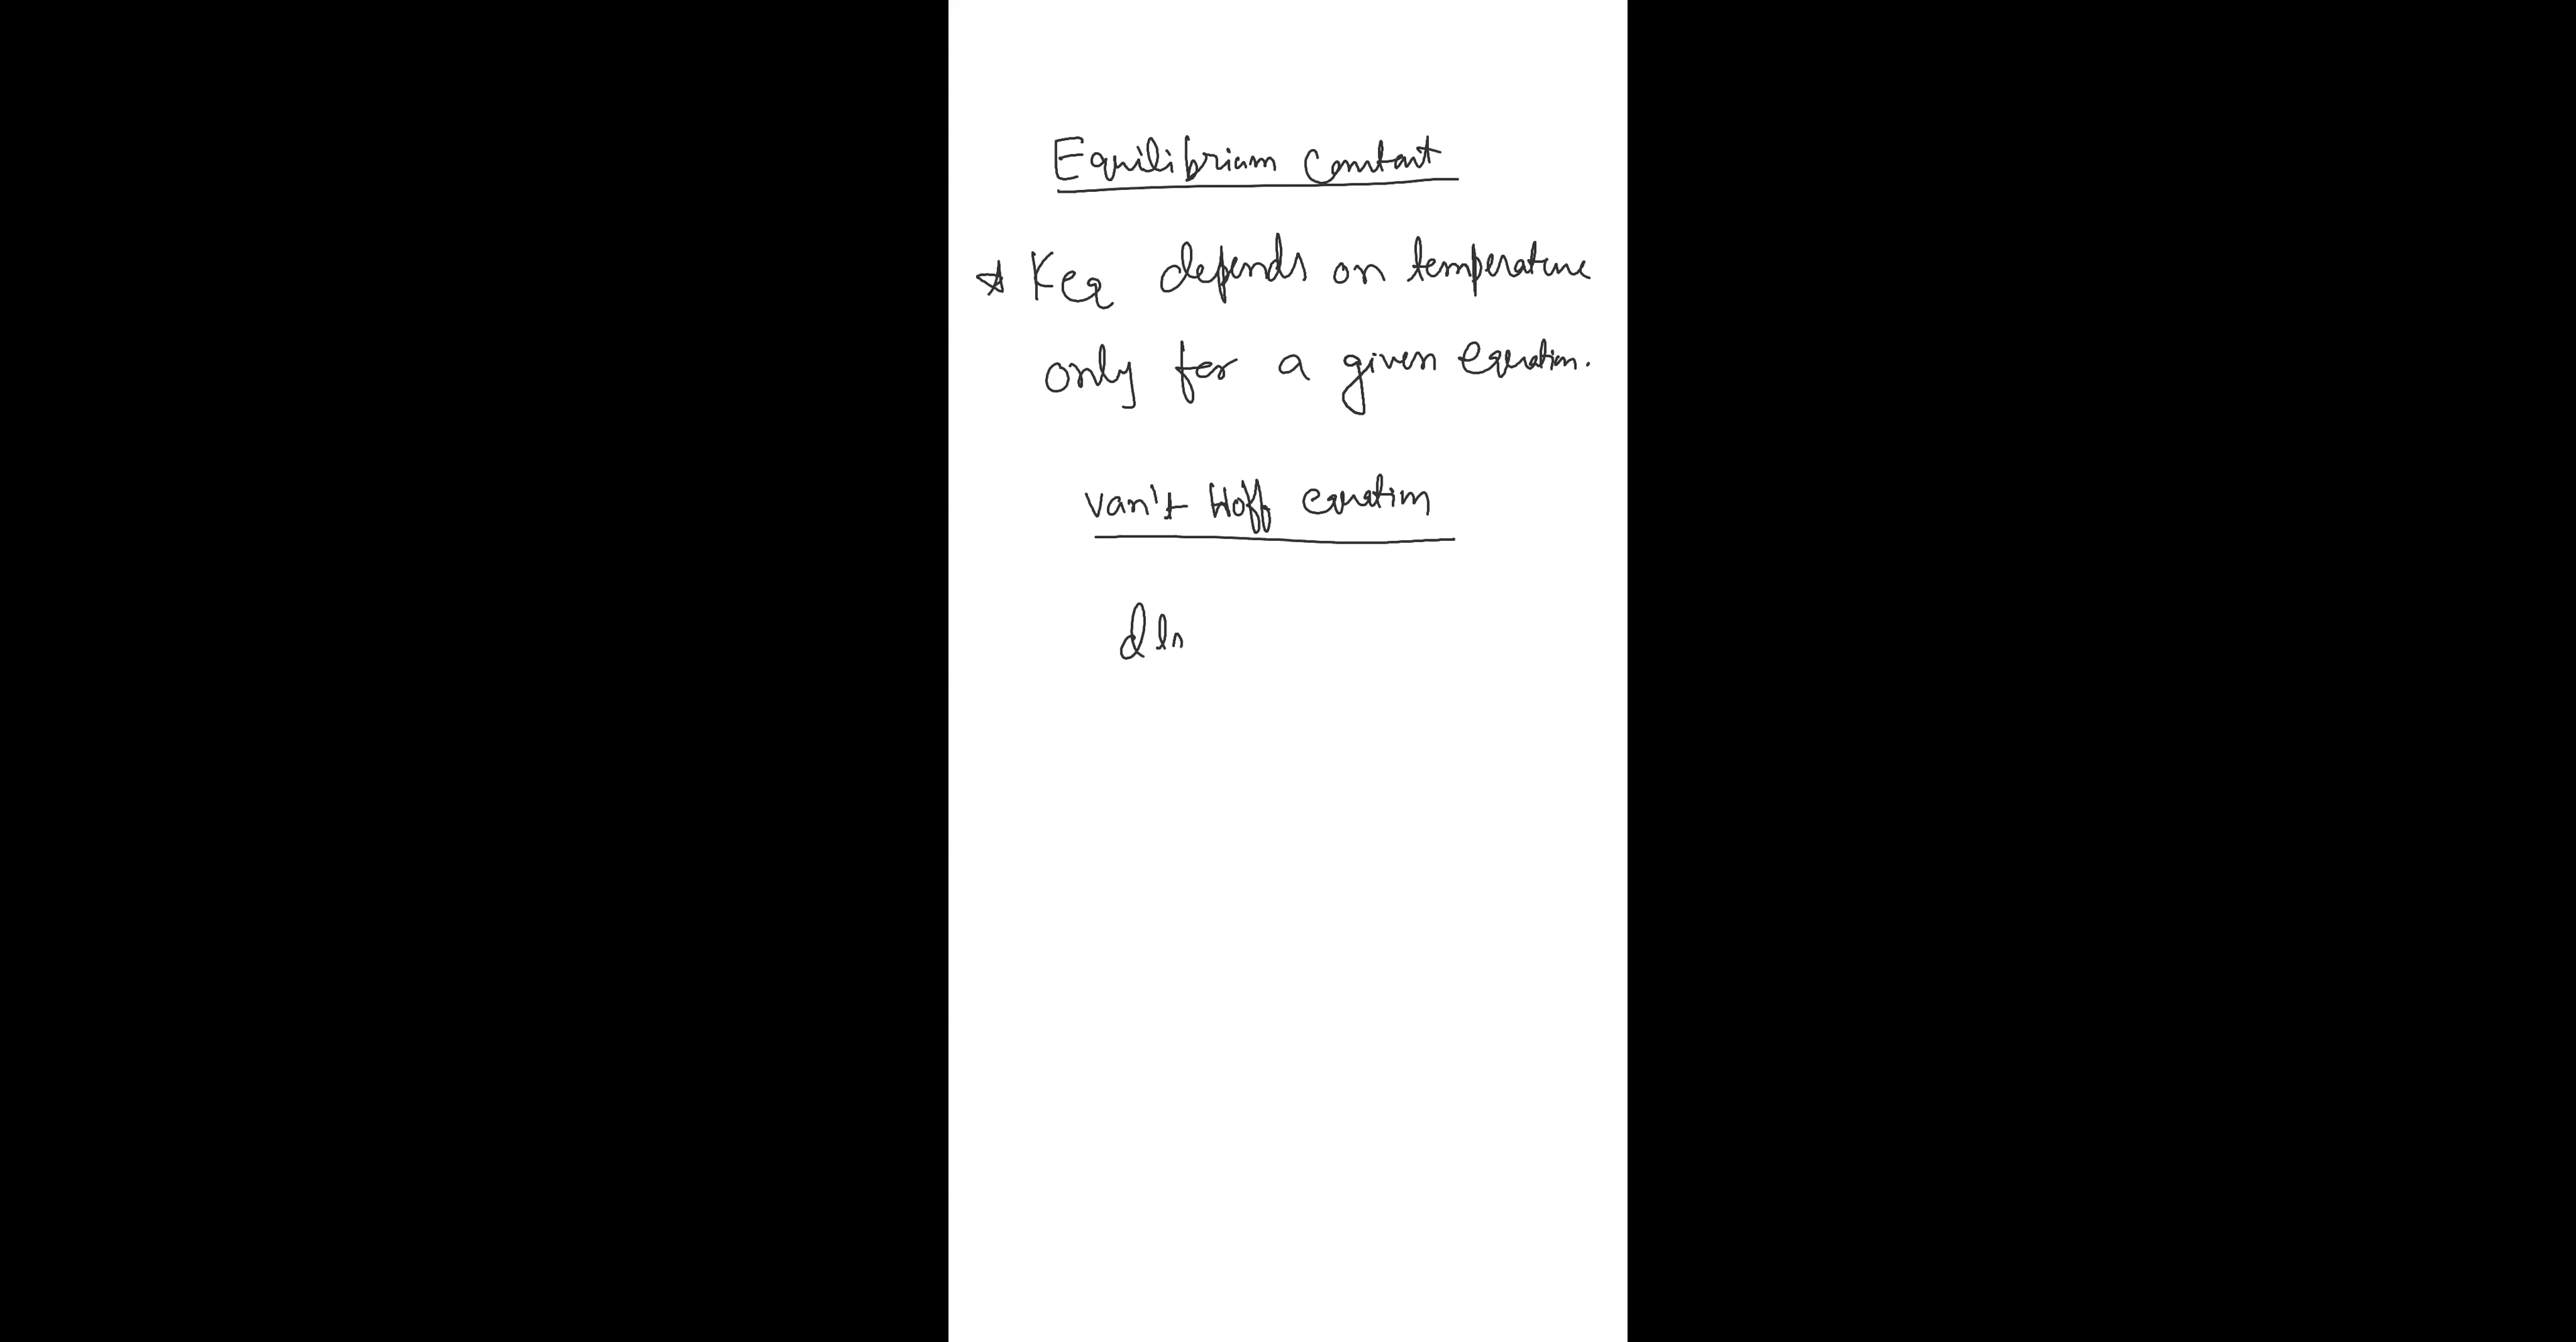 Equilibrium Constant
* Keq depends on temperature
only for a given equation.
van't Hoff equation
d ln